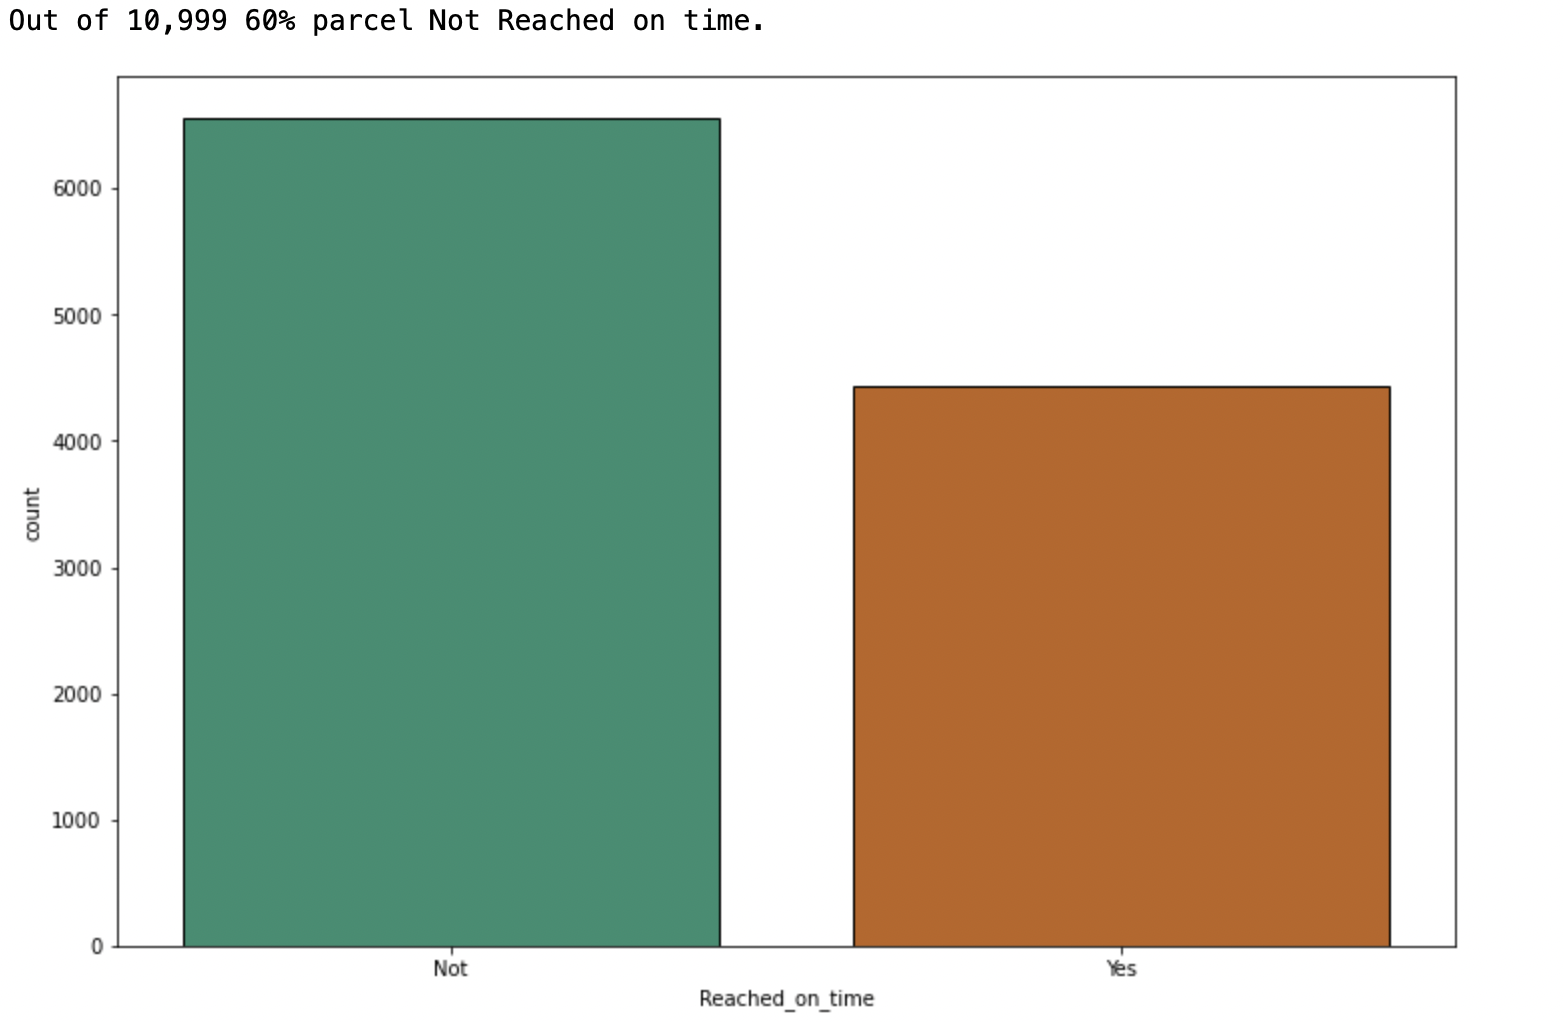 Out of 10,999 60% parcel Not Reached on time.
6000
5000
4000
3000
2000
1000
0
count
Not
Yes
Reached_on_time